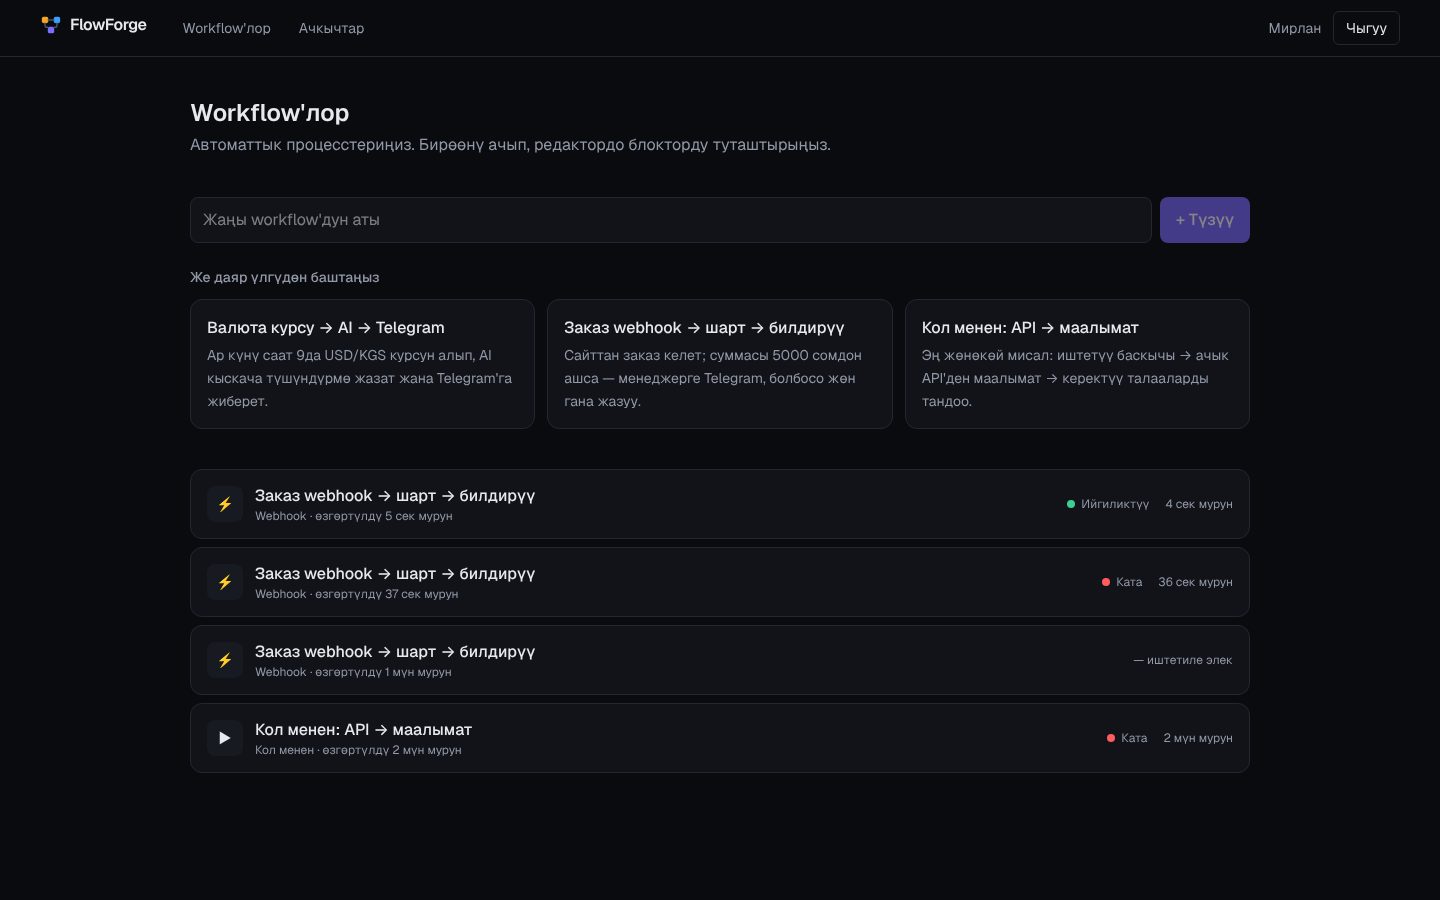 FlowForge
Workflow'лор
Ачкычтар
Мирлан
Чыгуу
Workflow'лор
Автоматтык процесстериңиз. Бирөөнү ачып, редактордо блокторду туташтырыңыз.
Жаңы workflow'дун аты
+ Түзүү
Же даяр үлгүдөн баштаңыз
Валюта курсу → AI → Telegram
Ар күнү саат 9да USD/KGS курсун алып, AI
кыскача түшүндүрмө жазат жана Telegram'га
жиберет.
Заказ webhook → шарт → билдирүү
Сайттан заказ келет; суммасы 5000 сомдон
ашса — менеджерге Telegram, болбосо жөн
гана жазуу.
Кол менен: API → маалымат
Эң жөнөкөй мисал: иштетүү баскычы → ачык
API'ден маалымат → керектүү талааларды
тандоо.
Заказ webhook → шарт → билдирүү
Webhook · өзгөртүлдү 5 сек мурун
Ийгиликтүү
4 сек мурун
Заказ webhook → шарт → билдирүү
Webhook · өзгөртүлдү 37 сек мурун
Ката
36 сек мурун
Заказ webhook → шарт → билдирүү
Webhook · өзгөртүлдү 1 мүн мурун
— иштетиле элек
Кол менен: API → маалымат
Кол менен · өзгөртүлдү 2 мүн мурун
Ката
2 мүн мурун